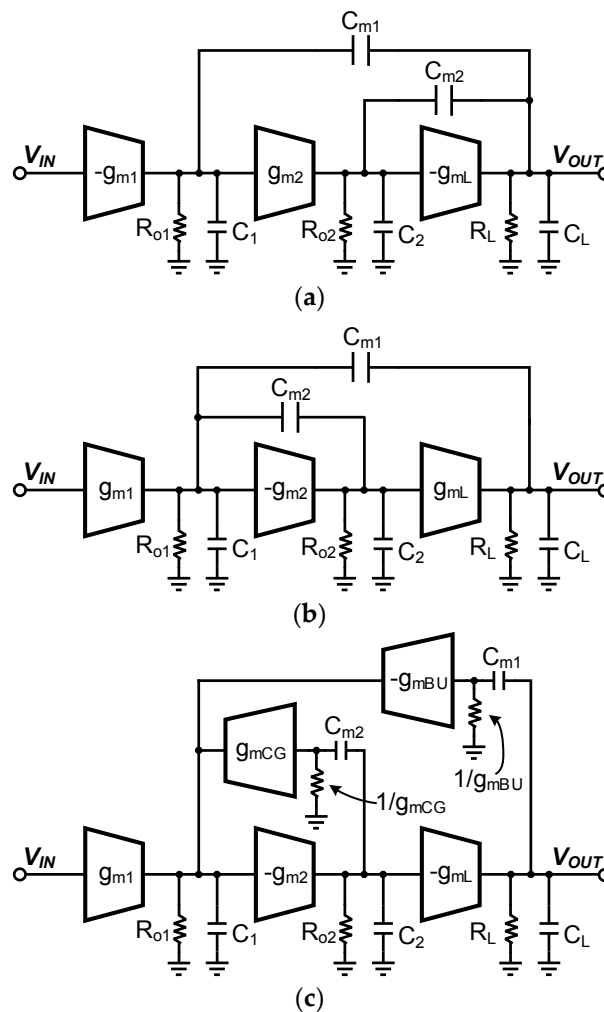 C_m1
C_m2
V_IN -g_m1 g_m2 -g_mL V_OUT
R_o1 C_1 R_o2 C_2 R_L C_L
(a)
C_m1
C_m2
V_IN g_m1 -g_m2 g_mL V_OUT
R_o1 C_1 R_o2 C_2 R_L C_L
(b)
-g_mBU C_m1
g_mCG C_m2
1/g_mCG 1/g_mBU
V_IN g_m1 -g_m2 -g_mL V_OUT
R_o1 C_1 R_o2 C_2 R_L C_L
(c)